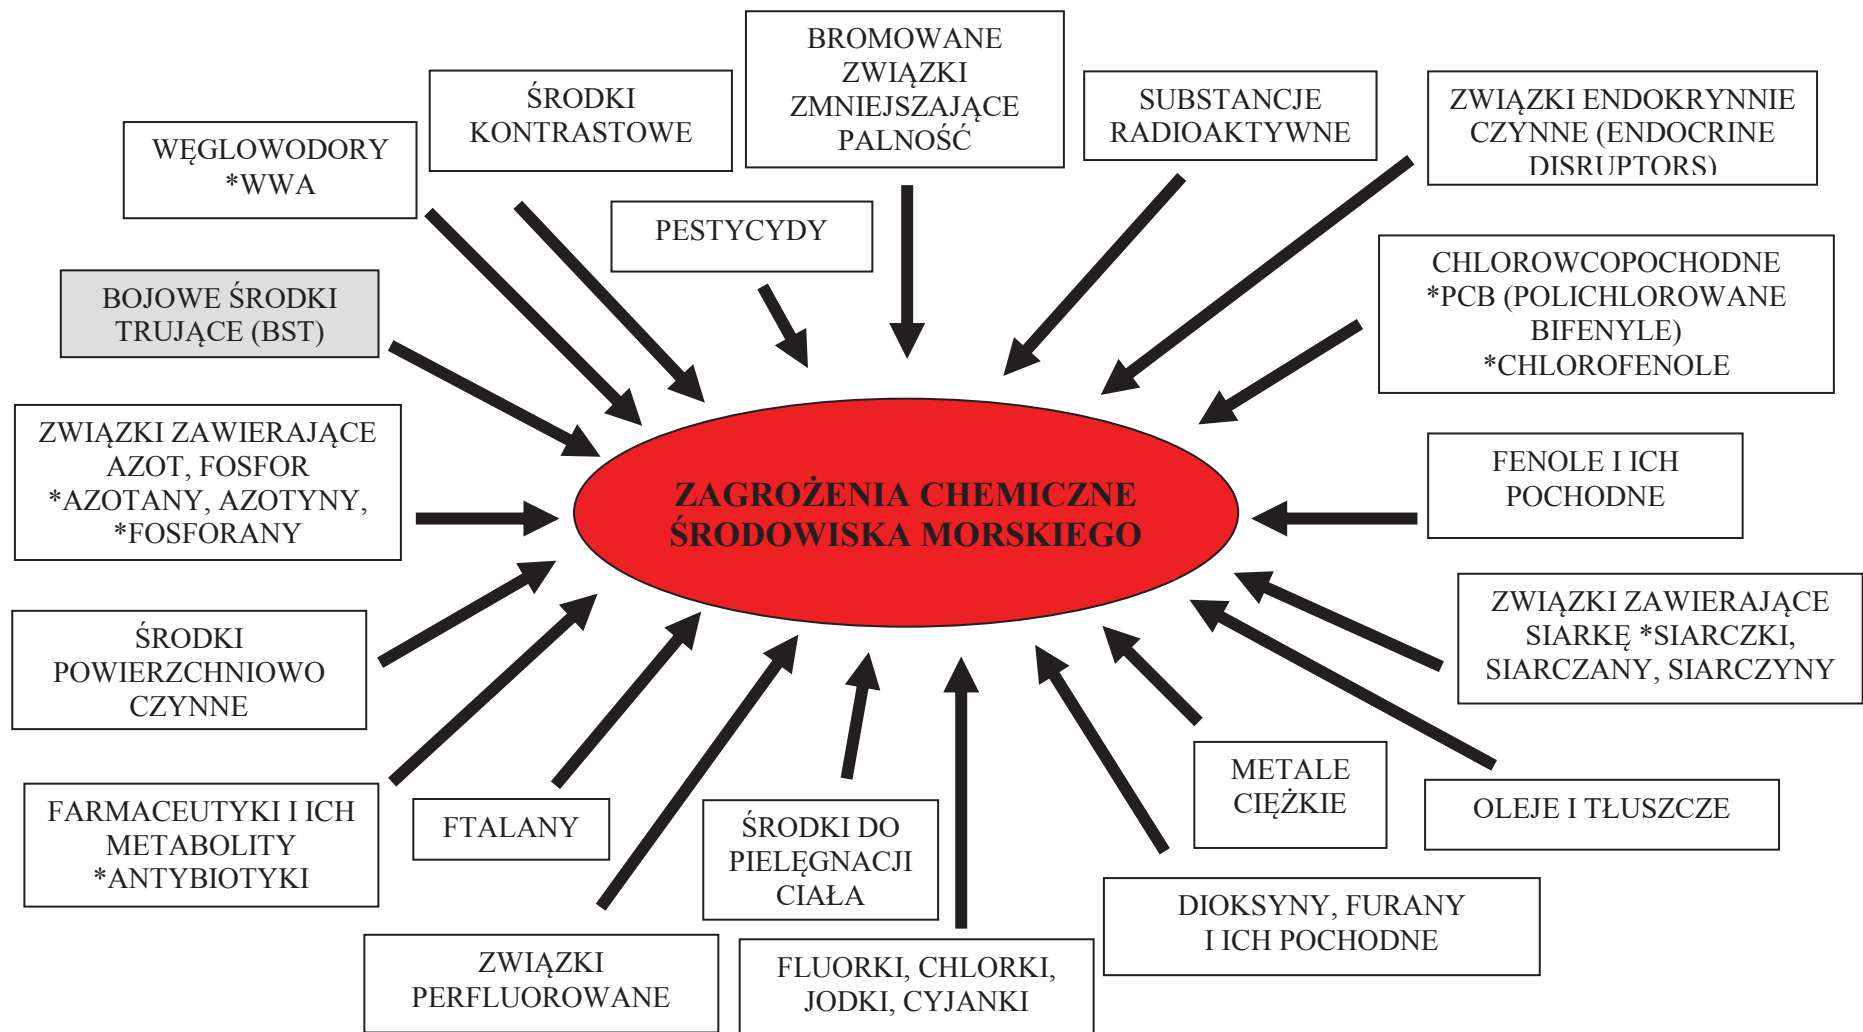 BROMOWANE
ZWIĄZKI
ZMNIEJSZAJĄCE
PALNOŚĆ
ŚRODKI
KONTRASTOWE
SUBSTANCJE
RADIOAKTYWNE
ZWIĄZKI ENDOKRYNNIE
CZYNNE (ENDOCRINE
DISRUPTORS)
WĘGLOWODORY
*WWA
PESTYCYDY
BOJOWE ŚRODKI
TRUJĄCE (BST)
CHLOROWCOPOCHODNE
*PCB (POLICHLOROWANE
BIFENYLE)
*CHLOROFENOLE
ZWIĄZKI ZAWIERAJĄCE
AZOT, FOSFOR
*AZOTANY, AZOTYNY,
*FOSFORANY
ZAGROŻENIA CHEMICZNE
ŚRODOWISKA MORSKIEGO
FENOLE I ICH
POCHODNE
ŚRODKI
POWIERZCHNIOWO
CZYNNE
ZWIĄZKI ZAWIERAJĄCE
SIARKĘ *SIARCZKI,
SIARCZANY, SIARCZYNY
FARMACEUTYKI I ICH
METABOLITY
*ANTYBIOTYKI
FTALANY
ŚRODKI DO
PIELĘGNACJI
CIAŁA
METALE
CIĘŻKIE
OLEJE I TŁUSZCZE
ZWIĄZKI
PERFLUOROWANE
FLUORKI, CHLORKI,
JODKI, CYJANKI
DIOKSYNY, FURANY
I ICH POCHODNE